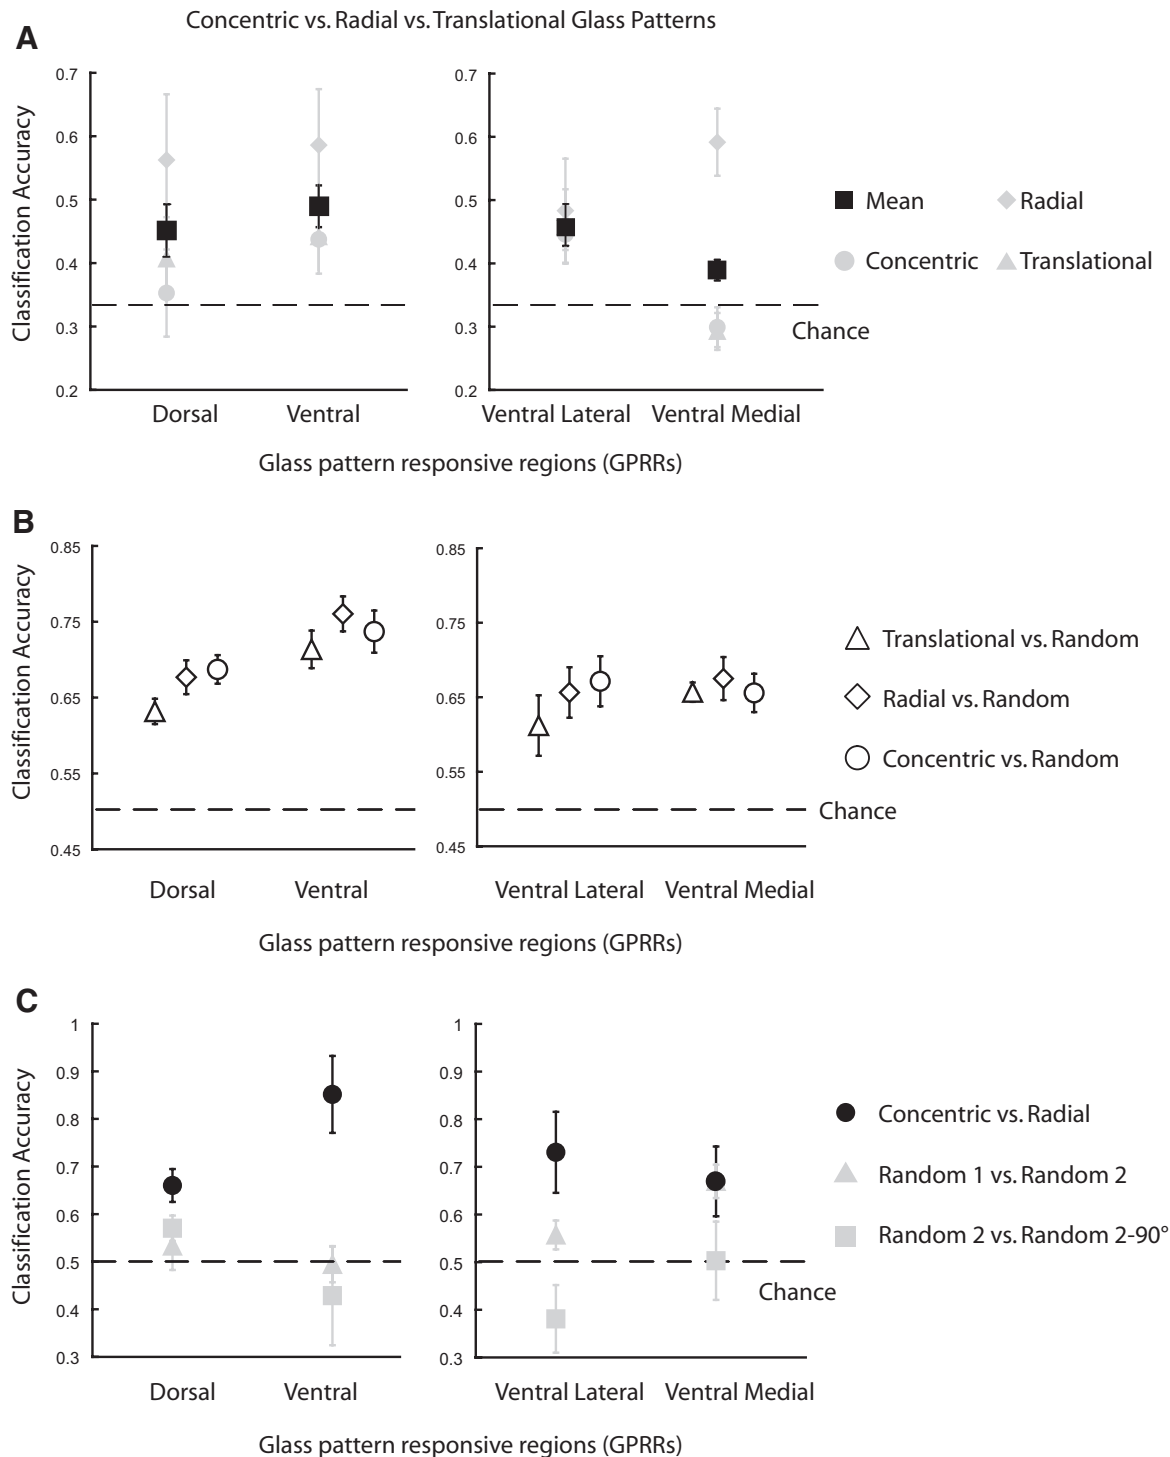 Concentric vs. Radial vs. Translational Glass Patterns
A
Classification Accuracy
0.7
0.6
0.5
0.4
0.3
0.2
Dorsal
Ventral
0.7
0.6
0.5
0.4
0.3
0.2
Ventral Lateral
Ventral Medial
Chance
Mean
Radial
Concentric
Translational
Glass pattern responsive regions (GPRRs)
B
Classification Accuracy
0.85
0.75
0.65
0.55
0.45
Dorsal
Ventral
0.85
0.75
0.65
0.55
0.45
Ventral Lateral
Ventral Medial
Translational vs. Random
Radial vs. Random
Concentric vs. Random
Chance
Glass pattern responsive regions (GPRRs)
C
Classification Accuracy
1
0.9
0.8
0.7
0.6
0.5
0.4
0.3
Dorsal
Ventral
1
0.9
0.8
0.7
0.6
0.5
0.4
0.3
Ventral Lateral
Ventral Medial
Concentric vs. Radial
Random 1 vs. Random 2
Random 2 vs. Random 2-90°
Chance
Glass pattern responsive regions (GPRRs)